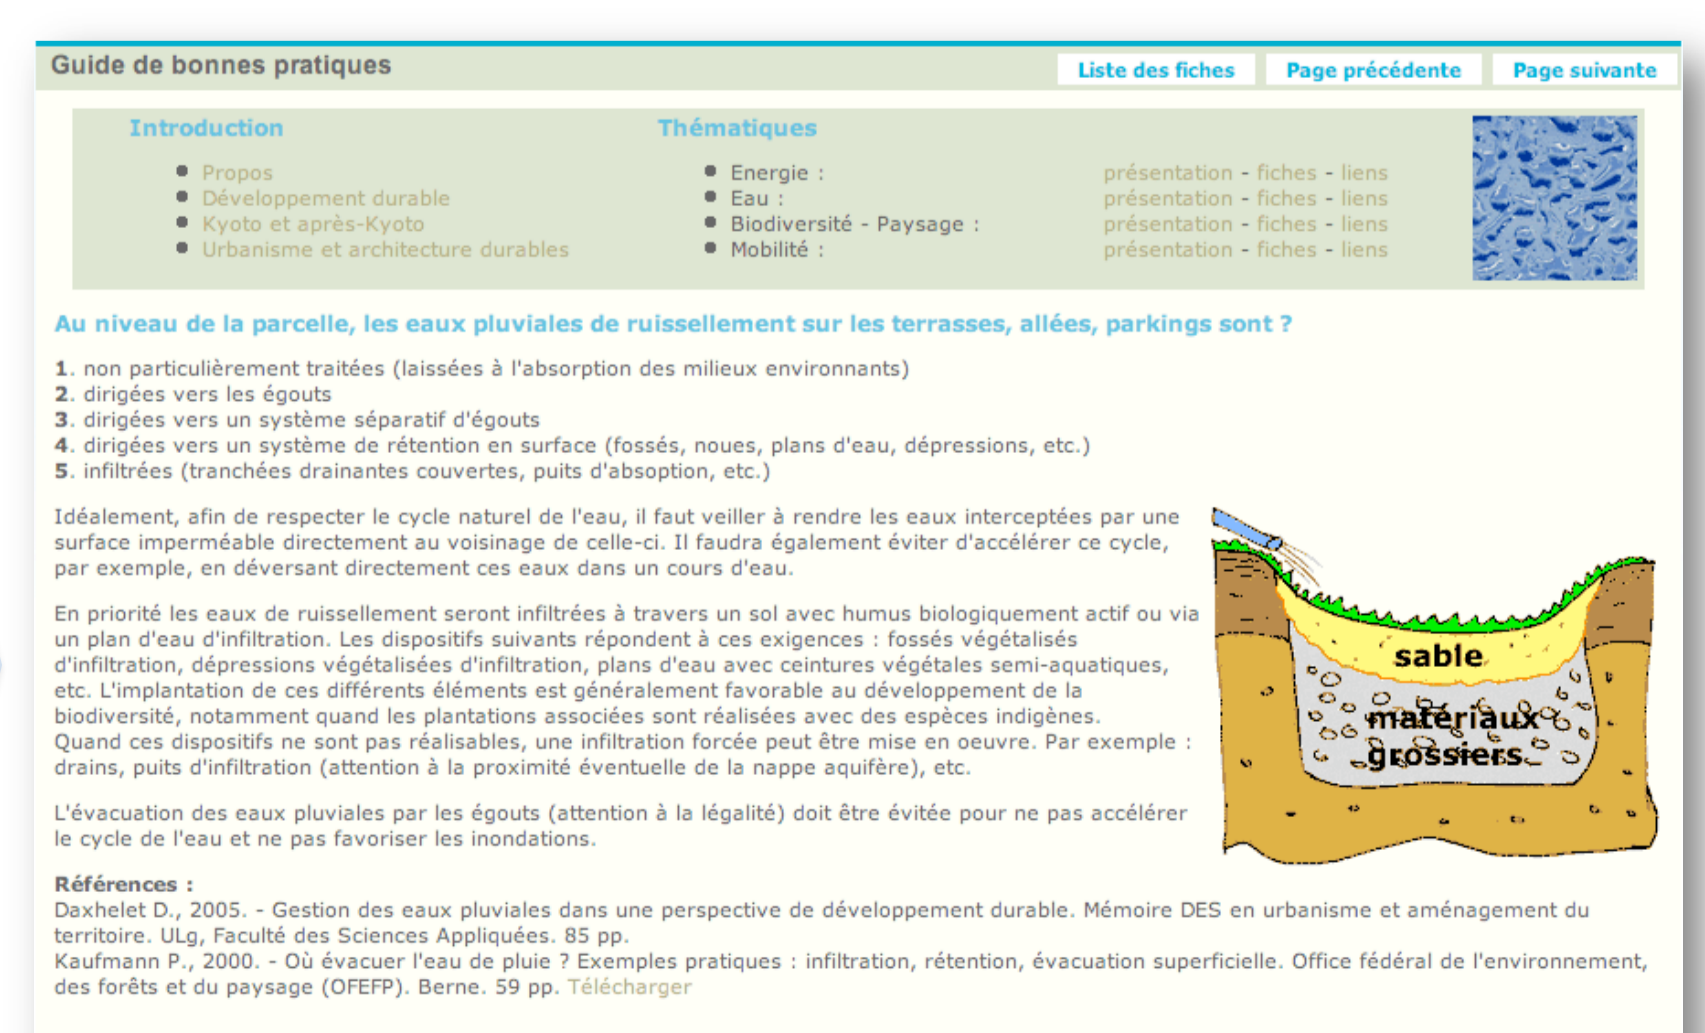 Guide de bonnes pratiques
Liste des fiches
Page précédente
Page suivante
Introduction
Propos
Développement durable
Kyoto et après-Kyoto
Urbanisme et architecture durables
Thématiques
Energie : présentation - fiches - liens
Eau : présentation - fiches - liens
Biodiversité - Paysage : présentation - fiches - liens
Mobilité : présentation - fiches - liens
Au niveau de la parcelle, les eaux pluviales de ruissellement sur les terrasses, allées, parkings sont ?
1. non particulièrement traitées (laissées à l'absorption des milieux environnants)
2. dirigées vers les égouts
3. dirigées vers un système séparatif d'égouts
4. dirigées vers un système de rétention en surface (fossés, noues, plans d'eau, dépressions, etc.)
5. infiltrées (tranchées drainantes couvertes, puits d'absoption, etc.)
Idéalement, afin de respecter le cycle naturel de l'eau, il faut veiller à rendre les eaux interceptées par une
surface imperméable directement au voisinage de celle-ci. Il faudra également éviter d'accélérer ce cycle,
par exemple, en déversant directement ces eaux dans un cours d'eau.
En priorité les eaux de ruissellement seront infiltrées à travers un sol avec humus biologiquement actif ou via
un plan d'eau d'infiltration. Les dispositifs suivants répondent à ces exigences : fossés végétalisés
d'infiltration, dépressions végétalisées d'infiltration, plans d'eau avec ceintures végétales semi-aquatiques,
etc. L'implantation de ces différents éléments est généralement favorable au développement de la
biodiversité, notamment quand les plantations associées sont réalisées avec des espèces indigènes.
Quand ces dispositifs ne sont pas réalisables, une infiltration forcée peut être mise en oeuvre. Par exemple :
drains, puits d'infiltration (attention à la proximité éventuelle de la nappe aquifère), etc.
L'évacuation des eaux pluviales par les égouts (attention à la légalité) doit être évitée pour ne pas accélérer
le cycle de l'eau et ne pas favoriser les inondations.
sable
matériaux
grossiers
Références :
Daxhelet D., 2005. - Gestion des eaux pluviales dans une perspective de développement durable. Mémoire DES en urbanisme et aménagement du
territoire. ULg, Faculté des Sciences Appliquées. 85 pp.
Kaufmann P., 2000. - Où évacuer l'eau de pluie ? Exemples pratiques : infiltration, rétention, évacuation superficielle. Office fédéral de l'environnement,
des forêts et du paysage (OFEFP). Berne. 59 pp. Télécharger